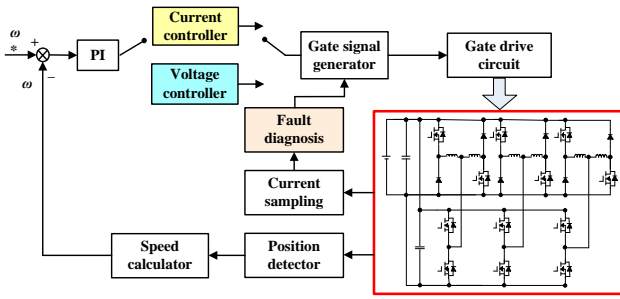 ω
*
+
PI
ω
−
Current
controller
Voltage
controller
Gate signal
generator
Gate drive
circuit
Fault
diagnosis
Current
sampling
Speed
calculator
Position
detector